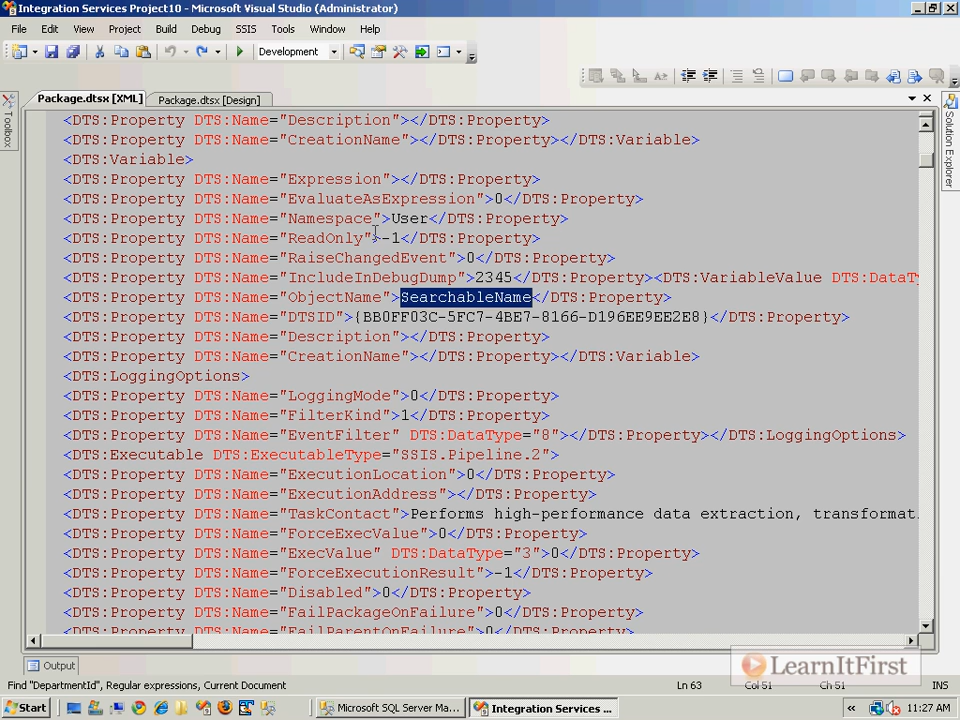 Integration Services Project10 - Microsoft Visual Studio (Administrator)
File Edit View Project Build Debug SSIS Tools Window Help
Development
Package.dtsx [XML] Package.dtsx [Design]
Toolbox
Solution Explorer
<DTS:Property DTS:Name="Description"></DTS:Property>
<DTS:Property DTS:Name="CreationName"></DTS:Property></DTS:Variable>
<DTS:Variable>
<DTS:Property DTS:Name="Expression"></DTS:Property>
<DTS:Property DTS:Name="EvaluateAsExpression">0</DTS:Property>
<DTS:Property DTS:Name="Namespace">User</DTS:Property>
<DTS:Property DTS:Name="ReadOnly">-1</DTS:Property>
<DTS:Property DTS:Name="RaiseChangedEvent">0</DTS:Property>
<DTS:Property DTS:Name="IncludeInDebugDump">2345</DTS:Property><DTS:VariableValue DTS:DataTy
<DTS:Property DTS:Name="ObjectName">SearchableName</DTS:Property>
<DTS:Property DTS:Name="DTSID">{BB0FF03C-5FC7-4BE7-8166-D196EE9EE2E8}</DTS:Property>
<DTS:Property DTS:Name="Description"></DTS:Property>
<DTS:Property DTS:Name="CreationName"></DTS:Property></DTS:Variable>
<DTS:LoggingOptions>
<DTS:Property DTS:Name="LoggingMode">0</DTS:Property>
<DTS:Property DTS:Name="FilterKind">1</DTS:Property>
<DTS:Property DTS:Name="EventFilter" DTS:DataType="8"></DTS:Property></DTS:LoggingOptions>
<DTS:Executable DTS:ExecutableType="SSIS.Pipeline.2">
<DTS:Property DTS:Name="ExecutionLocation">0</DTS:Property>
<DTS:Property DTS:Name="ExecutionAddress"></DTS:Property>
<DTS:Property DTS:Name="TaskContact">Performs high-performance data extraction, transformat
<DTS:Property DTS:Name="ForceExecValue">0</DTS:Property>
<DTS:Property DTS:Name="ExecValue" DTS:DataType="3">0</DTS:Property>
<DTS:Property DTS:Name="ForceExecutionResult">-1</DTS:Property>
<DTS:Property DTS:Name="Disabled">0</DTS:Property>
<DTS:Property DTS:Name="FailPackageOnFailure">0</DTS:Property>
<DTS:Property DTS:Name="FailParentOnFailure">0</DTS:Property>
Output
LearnItFirst
Find "DepartmentId", Regular expressions, Current Document Ln 63 Col 51 Ch 51 INS
Start Microsoft SQL Server Ma... Integration Services ... 11:27 AM